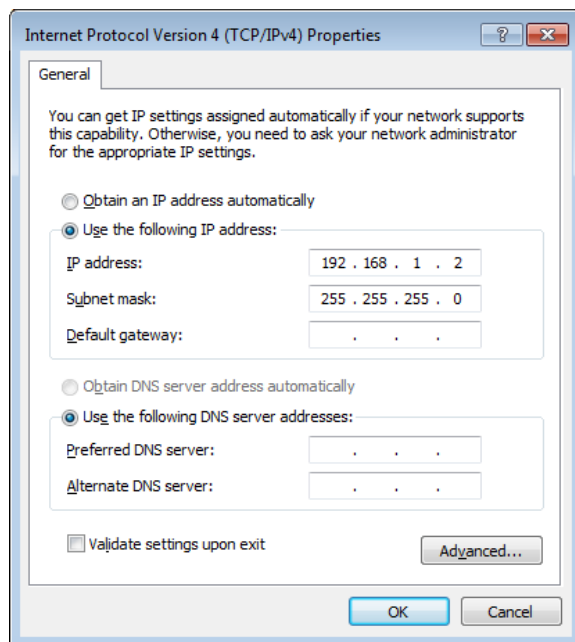 Internet Protocol Version 4 (TCP/IPv4) Properties
?
General
You can get IP settings assigned automatically if your network supports
this capability. Otherwise, you need to ask your network administrator
for the appropriate IP settings.
Obtain an IP address automatically
Use the following IP address:
IP address: 192 . 168 . 1 . 2
Subnet mask: 255 . 255 . 255 . 0
Default gateway: . . .
Obtain DNS server address automatically
Use the following DNS server addresses:
Preferred DNS server: . . .
Alternate DNS server: . . .
Validate settings upon exit
Advanced...
OK Cancel